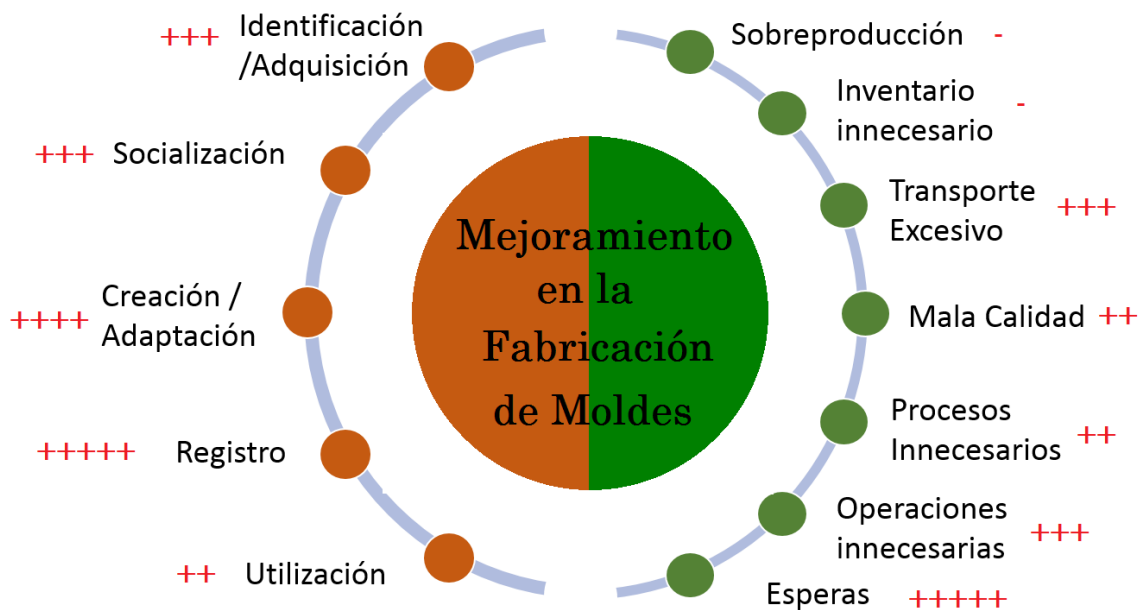 +++ Identificación
/Adquisición
+++ Socialización
++++ Creación /
Adaptación
+++++ Registro
++ Utilización
Mejoramiento
en la
Fabricación
de Moldes
Sobreproducción -
Inventario
innecesario -
Transporte
Excesivo +++
Mala Calidad ++
Procesos
Innecesarios ++
Operaciones
innecesarias +++
Esperas +++++